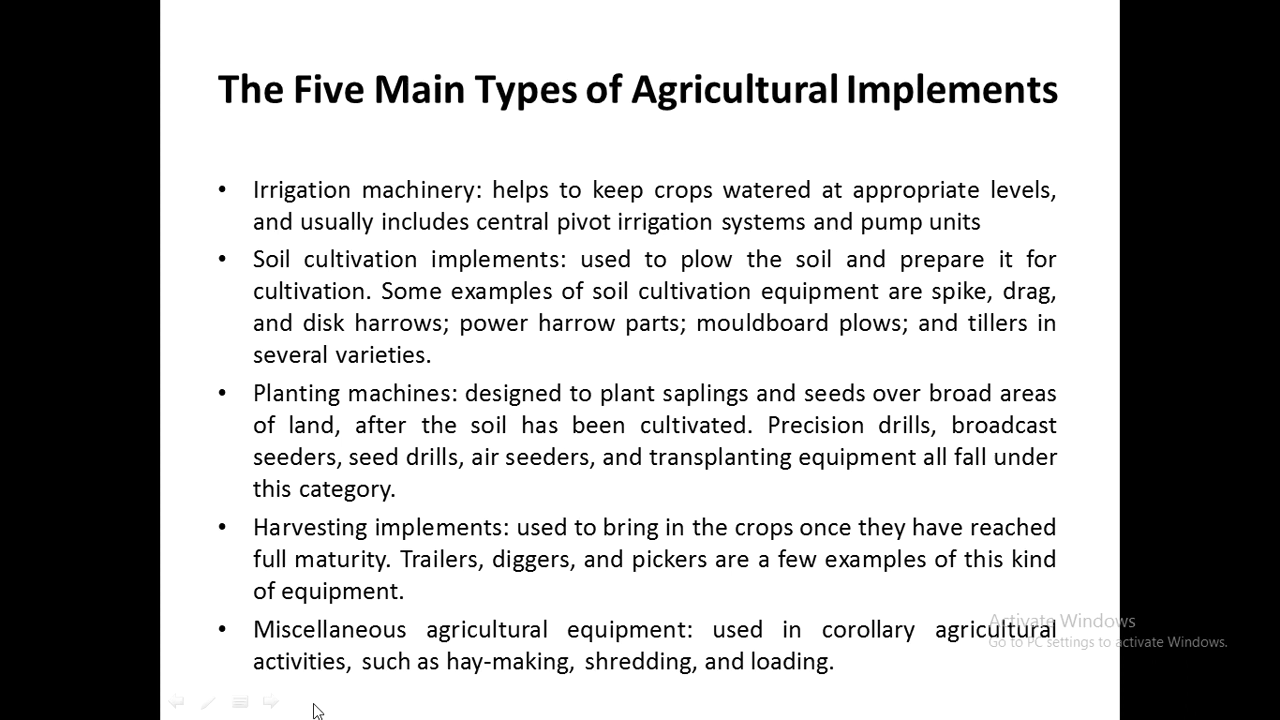 The Five Main Types of Agricultural Implements
• Irrigation machinery: helps to keep crops watered at appropriate levels,
and usually includes central pivot irrigation systems and pump units
• Soil cultivation implements: used to plow the soil and prepare it for
cultivation. Some examples of soil cultivation equipment are spike, drag,
and disk harrows; power harrow parts; mouldboard plows; and tillers in
several varieties.
• Planting machines: designed to plant saplings and seeds over broad areas
of land, after the soil has been cultivated. Precision drills, broadcast
seeders, seed drills, air seeders, and transplanting equipment all fall under
this category.
• Harvesting implements: used to bring in the crops once they have reached
full maturity. Trailers, diggers, and pickers are a few examples of this kind
of equipment.
• Miscellaneous agricultural equipment: used in corollary agricultural
activities, such as hay-making, shredding, and loading.
Activate Windows
Go to PC settings to activate Windows.